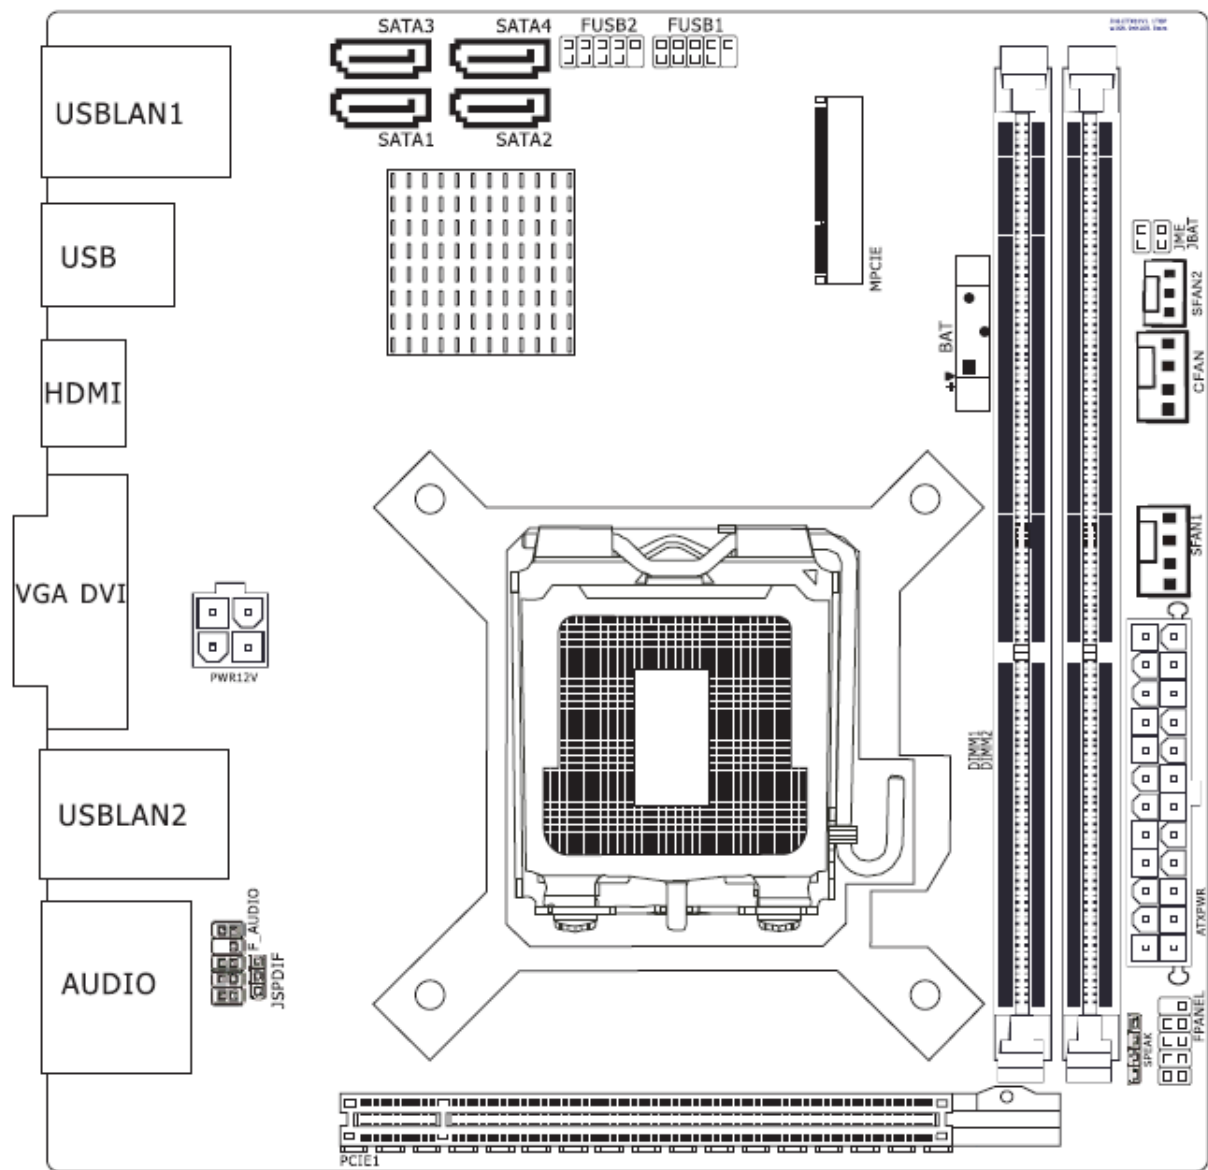 SATA3 SATA4 FUSB2 FUSB1
USBLAN1
SATA1 SATA2
USB
JME
JBAT
MPCIE
SFAN2
BAT
+
CFAN
HDMI
SFAN1
VGA DVI
PWR12V
DIMM1
DIMM2
USBLAN2
ATXPWR
F_AUDIO
JSPDIF
AUDIO
FPANEL
SPEAK
PCIE1